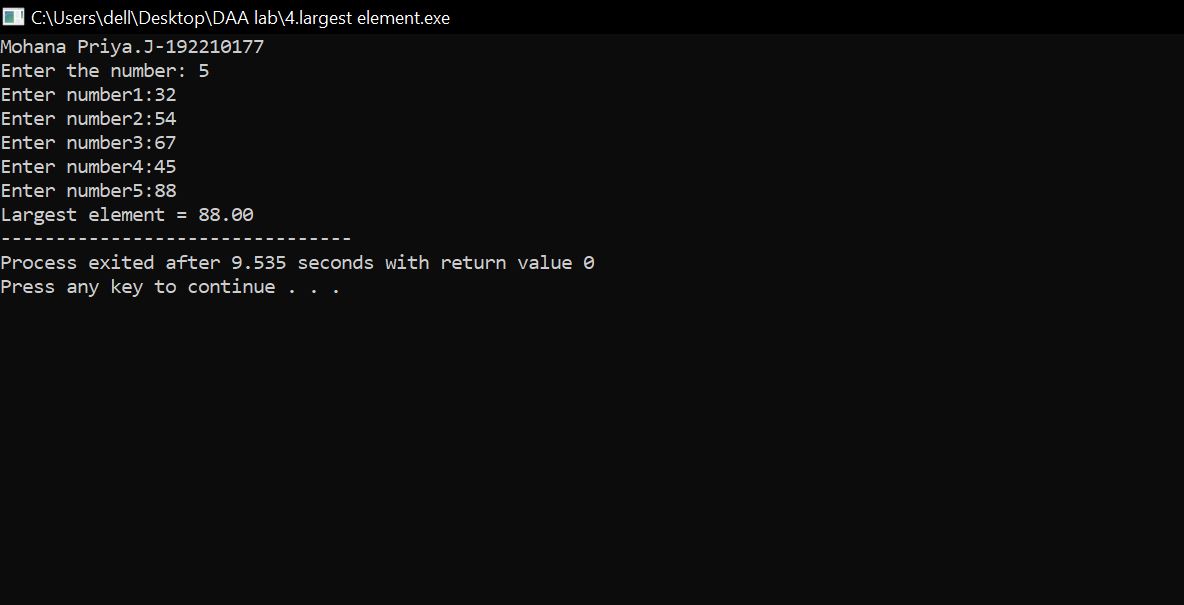 C:\Users\dell\Desktop\DAA lab\4.largest element.exe
Mohana Priya.J-192210177
Enter the number: 5
Enter number1:32
Enter number2:54
Enter number3:67
Enter number4:45
Enter number5:88
Largest element = 88.00
--------------------------------
Process exited after 9.535 seconds with return value 0
Press any key to continue . . .